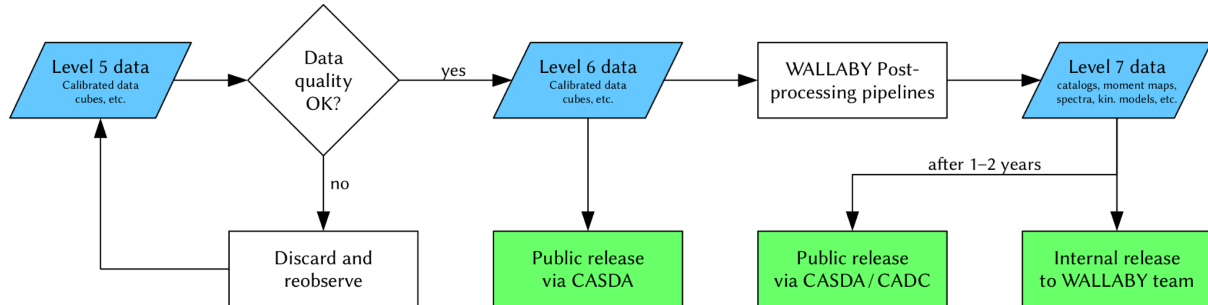 Level 5 data
Calibrated data
cubes, etc.
Data
quality
OK?
yes
Level 6 data
Calibrated data
cubes, etc.
WALLABY Post-
processing pipelines
Level 7 data
catalogs, moment maps,
spectra, kin. models, etc.
no
after 1–2 years
Discard and
reobserve
Public release
via CASDA
Public release
via CASDA / CADC
Internal release
to WALLABY team